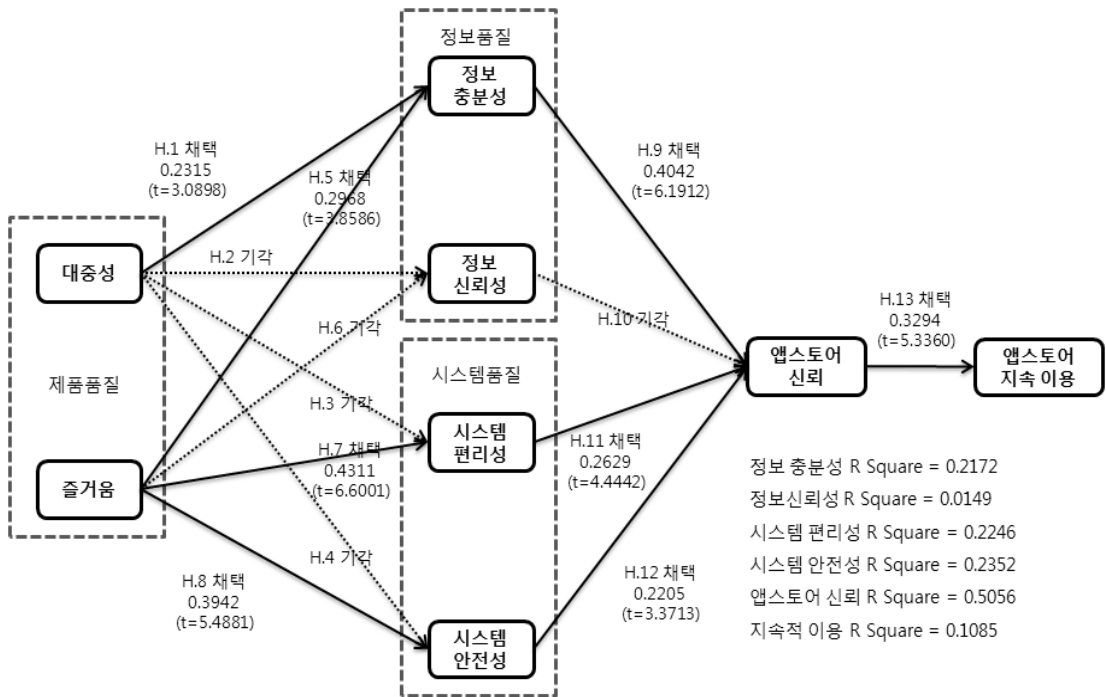 정보품질
정보
충분성
H.1 채택
0.2315
(t=3.0898)
H.5 채택
0.2968
(t=3.8586)
H.9 채택
0.4042
(t=6.1912)
대중성
H.2 기각
정보
신뢰성
H.6 기각
H.10 기각
H.13 채택
0.3294
(t=5.3360)
제품품질
시스템품질
앱스토어
신뢰
앱스토어
지속 이용
H.3 기각
시스템
편리성
H.7 채택
0.4311
(t=6.6001)
H.11 채택
0.2629
(t=4.4442)
즐거움
H.4 기각
H.8 채택
0.3942
(t=5.4881)
H.12 채택
0.2205
(t=3.3713)
시스템
안전성
정보 충분성 R Square = 0.2172
정보신뢰성 R Square = 0.0149
시스템 편리성 R Square = 0.2246
시스템 안전성 R Square = 0.2352
앱스토어 신뢰 R Square = 0.5056
지속적 이용 R Square = 0.1085